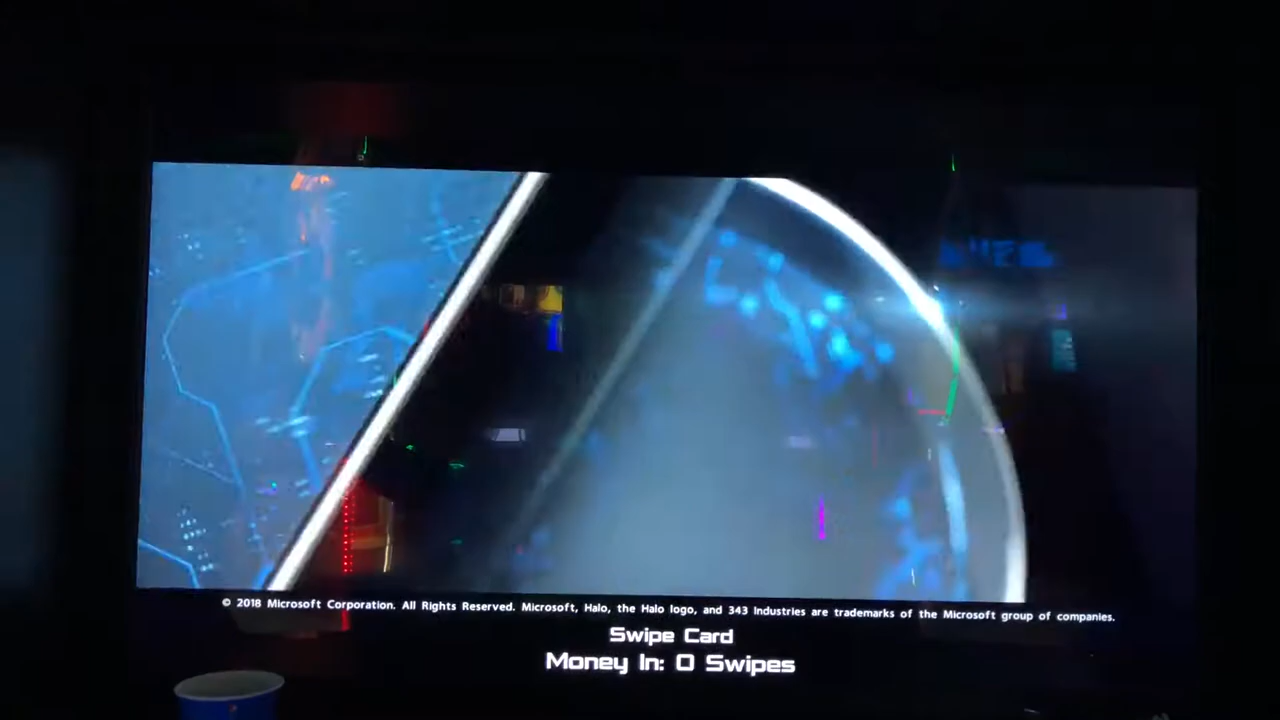 © 2018 Microsoft Corporation. All Rights Reserved. Microsoft, Halo, the Halo logo, and 343 Industries are trademarks of the Microsoft group of companies.
Swipe Card
Money In: 0 Swipes